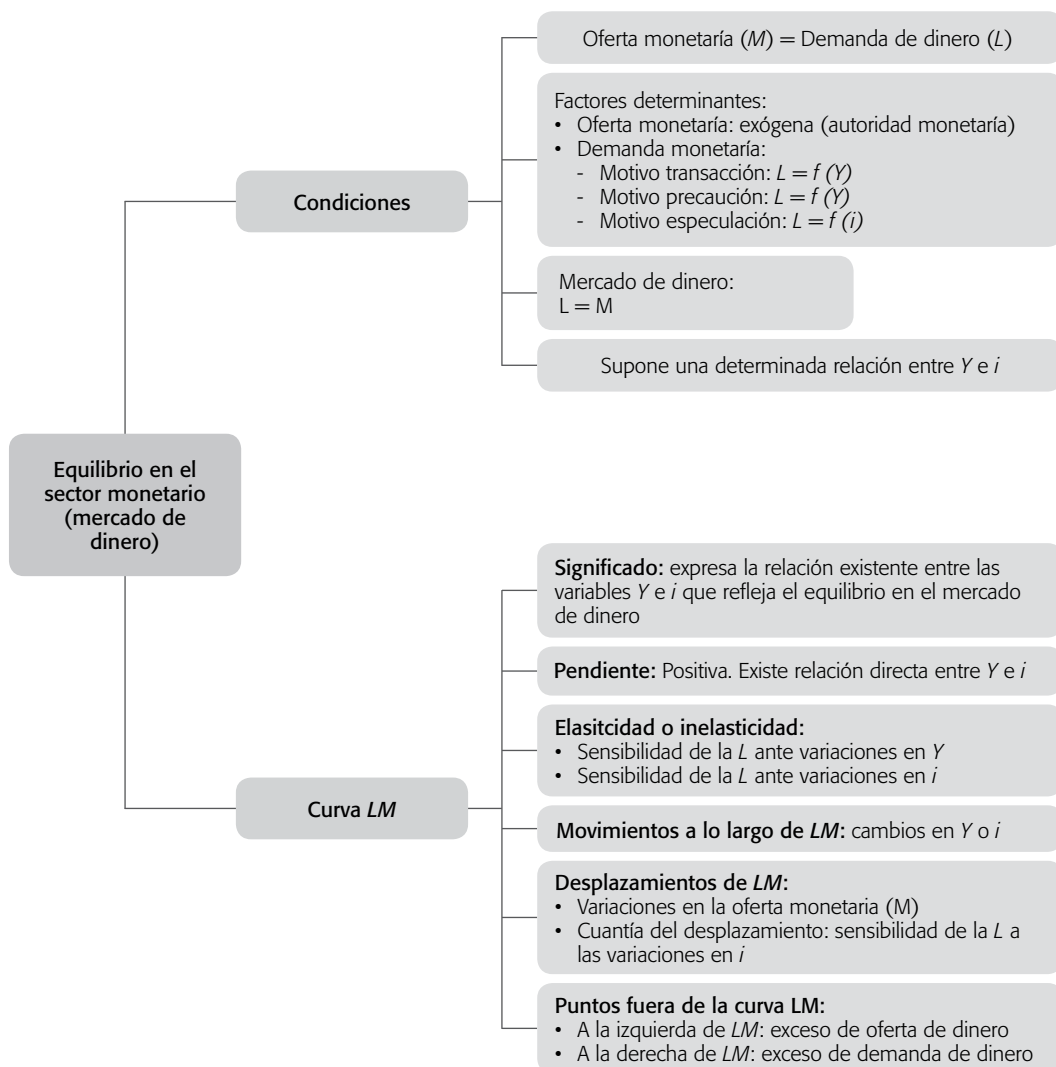 Oferta monetaría (M) = Demanda de dinero (L)
Factores determinantes:
• Oferta monetaría: exógena (autoridad monetaría)
• Demanda monetaría:
- Motivo transacción: L = f (Y)
- Motivo precaución: L = f (Y)
- Motivo especulación: L = f (i)
Condiciones
Mercado de dinero:
L = M
Supone una determinada relación entre Y e i
Equilibrio en el
sector monetario
(mercado de
dinero)
Significado: expresa la relación existente entre las
variables Y e i que refleja el equilibrio en el mercado
de dinero
Pendiente: Positiva. Existe relación directa entre Y e i
Elasitcidad o inelasticidad:
• Sensibilidad de la L ante variaciones en Y
• Sensibilidad de la L ante variaciones en i
Curva LM
Movimientos a lo largo de LM: cambios en Y o i
Desplazamientos de LM:
• Variaciones en la oferta monetaria (M)
• Cuantía del desplazamiento: sensibilidad de la L a
las variaciones en i
Puntos fuera de la curva LM:
• A la izquierda de LM: exceso de oferta de dinero
• A la derecha de LM: exceso de demanda de dinero